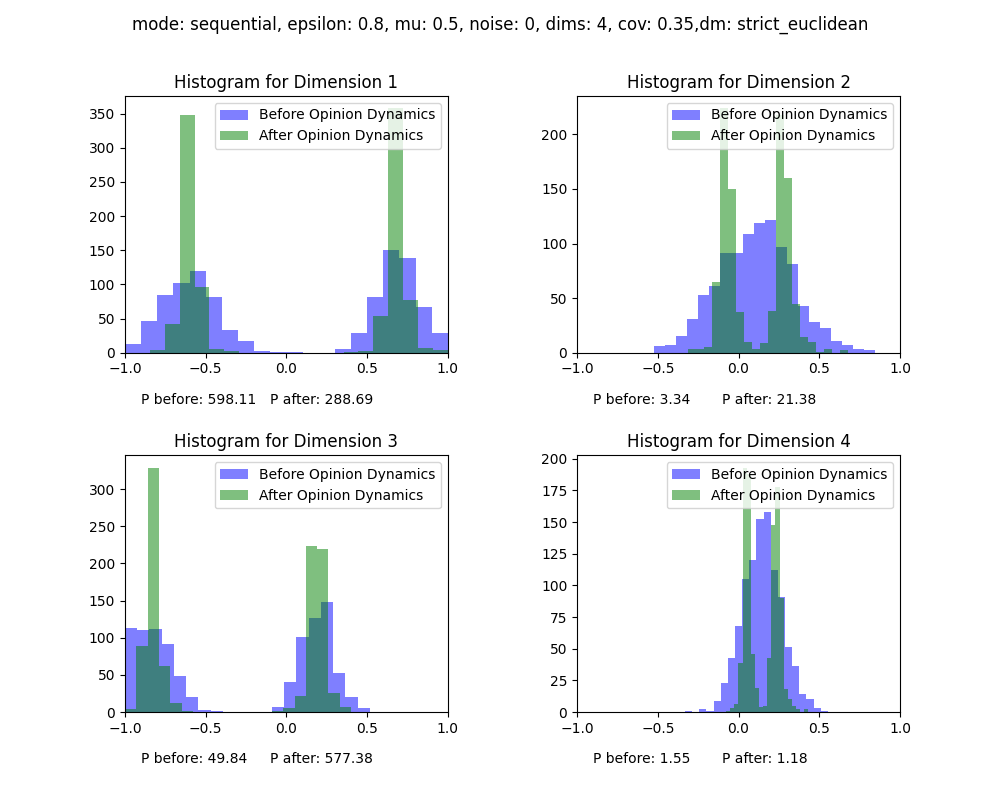 mode: sequential, epsilon: 0.8, mu: 0.5, noise: 0, dims: 4, cov: 0.35,dm: strict_euclidean
Histogram for Dimension 1
Before Opinion Dynamics
After Opinion Dynamics
350
300
250
200
150
100
50
0
−1.0 −0.5 0.0 0.5 1.0
P before: 598.11 P after: 288.69
Histogram for Dimension 2
Before Opinion Dynamics
After Opinion Dynamics
200
150
100
50
0
−1.0 −0.5 0.0 0.5 1.0
P before: 3.34 P after: 21.38
Histogram for Dimension 3
Before Opinion Dynamics
After Opinion Dynamics
300
250
200
150
100
50
0
−1.0 −0.5 0.0 0.5 1.0
P before: 49.84 P after: 577.38
Histogram for Dimension 4
Before Opinion Dynamics
After Opinion Dynamics
200
175
150
125
100
75
50
25
0
−1.0 −0.5 0.0 0.5 1.0
P before: 1.55 P after: 1.18